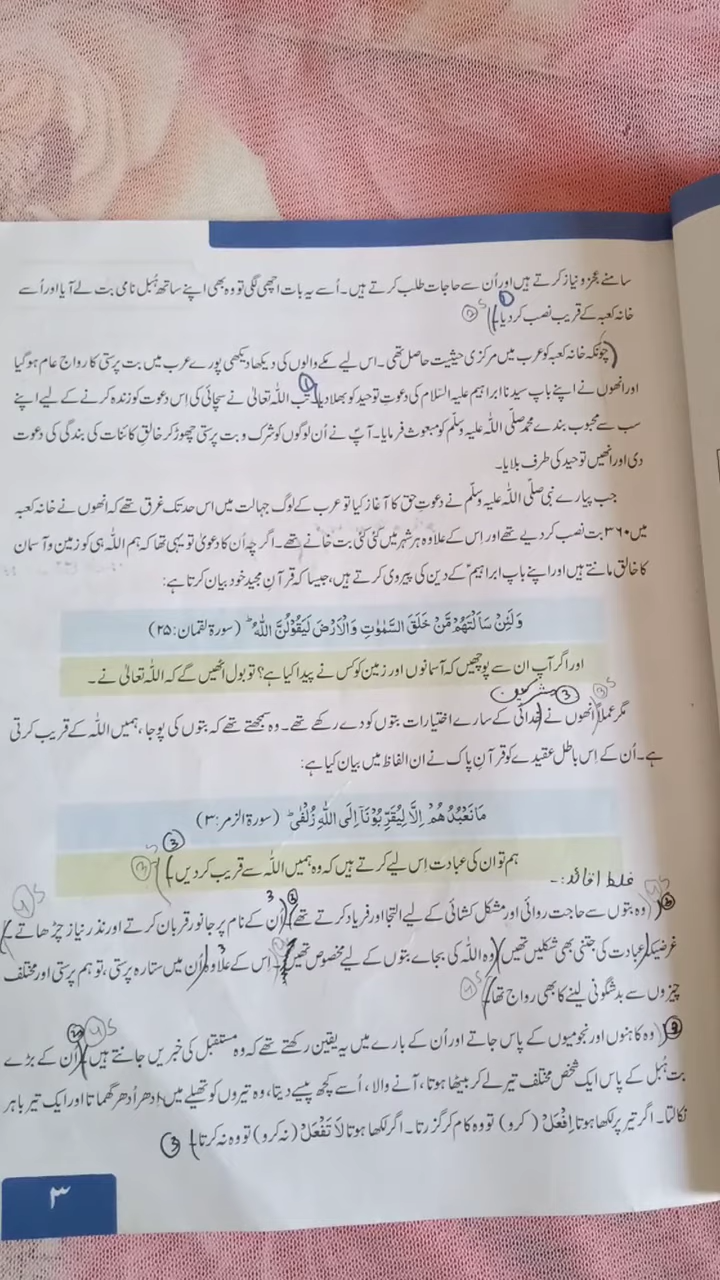 سامنے عجز و نیاز کرتے ہیں اور اُن سے حاجات طلب کرتے ہیں۔ اُسے یہ بات اچھی لگی تو وہ بھی اپنے ساتھ ہُبل نامی بت لے آیا اور اُسے
خانہ کعبہ کے قریب نصب کر دیا۔
چونکہ خانہ کعبہ کو عرب میں مرکزی حیثیت حاصل تھی۔ اس لیے مکے والوں کی دیکھا دیکھی پورے عرب میں بت پرستی کا رواج عام ہو گیا
اور انھوں نے اپنے باپ سیدنا ابراہیم علیہ السّلام کی دعوتِ توحید کو بھلا دیا۔ تب اللہ تعالیٰ نے سچائی کی اِس دعوت کو زندہ کرنے کے لیے اپنے
سب سے محبوب بندے محمد صلّی اللہ علیہ وسلّم کو مبعوث فرمایا۔ آپؐ نے اُن لوگوں کو شرک و بت پرستی چھوڑ کر خالقِ کائنات کی بندگی کی دعوت
دی اور انھیں توحید کی طرف بلایا۔
جب پیارے نبی صلّی اللہ علیہ وسلّم نے دعوتِ حق کا آغاز کیا تو عرب کے لوگ جہالت میں اس حد تک غرق تھے کہ انھوں نے خانہ کعبہ
میں ۳۶۰ بت نصب کر دیے تھے اور اِس کے علاوہ ہر شہر میں کئی کئی بت خانے تھے۔ اگرچہ اُن کا دعویٰ تو یہی تھا کہ ہم اللہ ہی کو زمین و آسمان
کا خالق مانتے ہیں اور اپنے باپ ابراہیمؑ کے دین کی پیروی کرتے ہیں، جیسا کہ قرآنِ مجید خود بیان کرتا ہے:
وَلَئِنْ سَاَلْتَهُمْ مَّنْ خَلَقَ السَّمٰوٰتِ وَالْاَرْضَ لَيَقُوْلُنَّ اللّٰهُ ؕ (سورۃ لقمان: ۲۵)
اور اگر آپ ان سے پوچھیں کہ آسمانوں اور زمین کو کس نے پیدا کیا ہے؟ تو بول اٹھیں گے کہ اللہ تعالیٰ نے۔
مشرکین ③
مگر عملاً انھوں نے خدائی کے سارے اختیارات بتوں کو دے رکھے تھے۔ وہ سمجھتے تھے کہ بتوں کی پوجا، ہمیں اللہ کے قریب کرتی
ہے۔ اُن کے اِس باطل عقیدے کو قرآنِ پاک نے ان الفاظ میں بیان کیا ہے:
مَا نَعْبُدُهُمْ اِلَّا لِيُقَرِّبُوْنَآ اِلَى اللّٰهِ زُلْفٰى ؕ (سورۃ الزمر: ۳)
ہم تو ان کی عبادت اِس لیے کرتے ہیں کہ وہ ہمیں اللہ سے قریب کر دیں۔ ③
غلط اقائد :-
وہ بتوں سے حاجت روائی اور مشکل کشائی کے لیے التجا اور فریاد کرتے تھے۔ اُن کے نام پر جانور قربان کرتے اور نذر نیاز چڑھاتے۔
غرضیکہ عبادت کی جتنی بھی شکلیں تھیں وہ اللہ کی بجائے بتوں کے لیے مخصوص تھیں۔ اِس کے علاوہ اُن میں ستارہ پرستی، توہم پرستی اور مختلف
چیزوں سے بدشگونی لینے کا بھی رواج تھا۔
وہ کاہنوں اور نجومیوں کے پاس جاتے اور اُن کے بارے میں یہ یقین رکھتے تھے کہ وہ مستقبل کی خبریں جانتے ہیں۔ اُن کے بڑے
بت ہُبل کے پاس ایک شخص مختلف تیر لے کر بیٹھا ہوتا، آنے والا، اُسے کچھ پیسے دیتا، وہ تیروں کو تھیلے میں اِدھر اُدھر گھماتا اور ایک تیر باہر
نکالتا۔ اگر تیر پر لکھا ہوتا اِفْعَلْ (کرو) تو وہ کام کر گزرتا۔ اگر لکھا ہوتا لَا تَفْعَلْ (نہ کرو) تو وہ نہ کرتا ③
۳